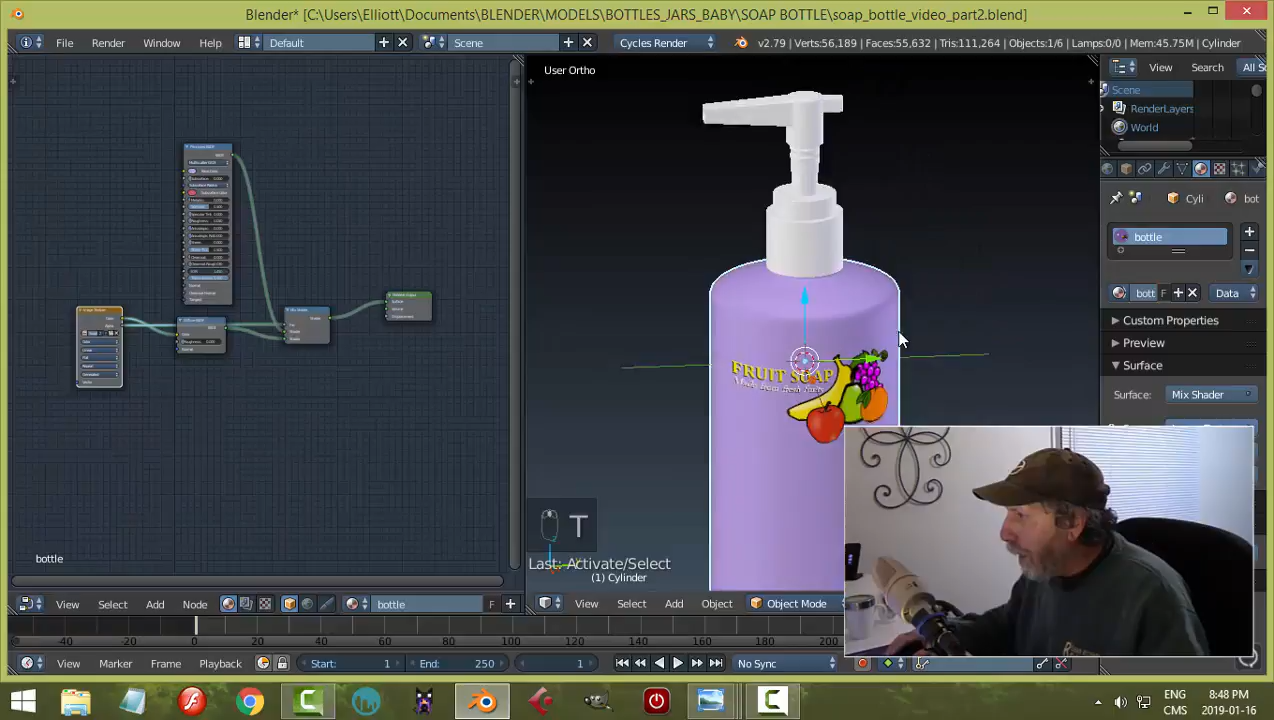 Blender* [C:\Users\Elliott\Documents\BLENDER\MODELS\BOTTLES_JARS_BABY\SOAP BOTTLE\soap_bottle_video_part2.blend]
File Render Window Help Default Scene Cycles Render v2.79 | Verts:56,189 | Faces:55,632 | Tris:111,264 | Objects:1/6 | Lamps:0/0 | Mem:45.75M | Cylinder
User Ortho
View Search All S
Scene
RenderLayers
World
Cyli bot
bottle
bott F Data
Custom Properties
Preview
Surface
Surface: Mix Shader
FRUIT SOAP
Made from fresh fruits
T
Last: Activate/Select
(1) Cylinder
bottle
View Select Add Node bottle F
View Select Add Object Object Mode
-40 -20 0 20 40 60 80 100 120 140 160 180 200
View Marker Frame Playback Start: 1 End: 250 1 No Sync
ENG 8:48 PM
CMS 2019-01-16